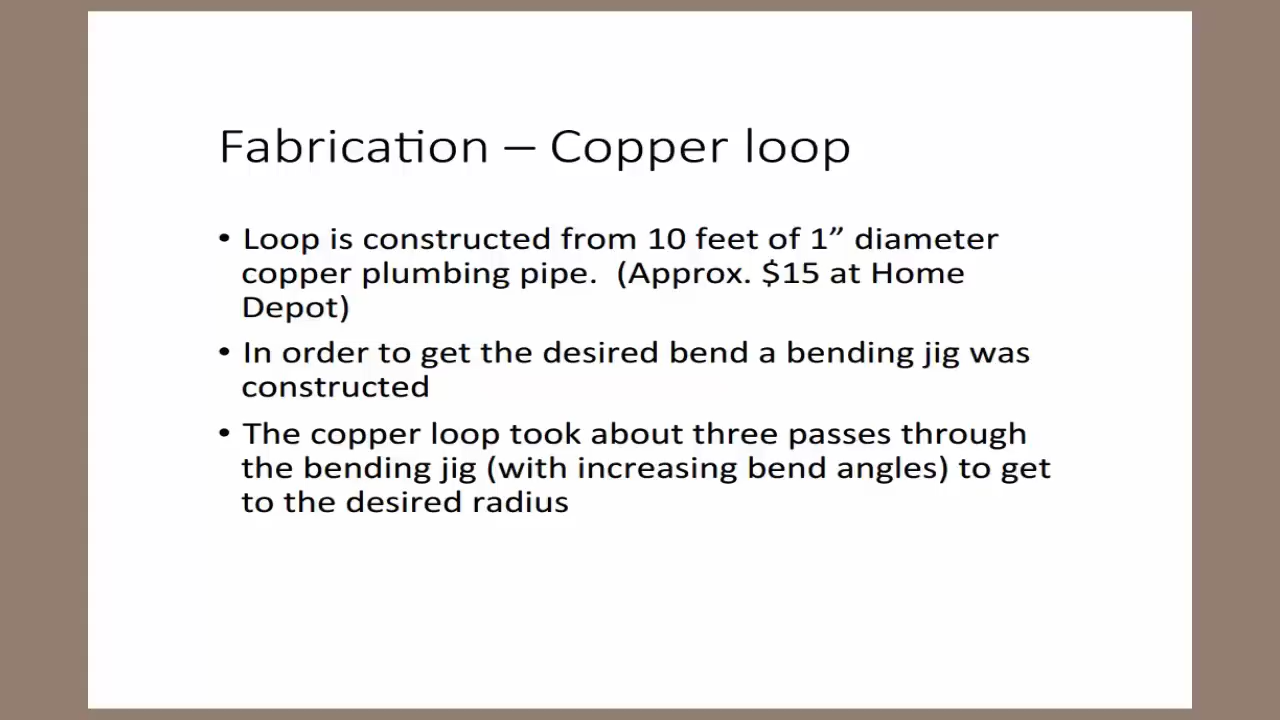 Fabrication – Copper loop
• Loop is constructed from 10 feet of 1” diameter
copper plumbing pipe.  (Approx. $15 at Home
Depot)
• In order to get the desired bend a bending jig was
constructed
• The copper loop took about three passes through
the bending jig (with increasing bend angles) to get
to the desired radius